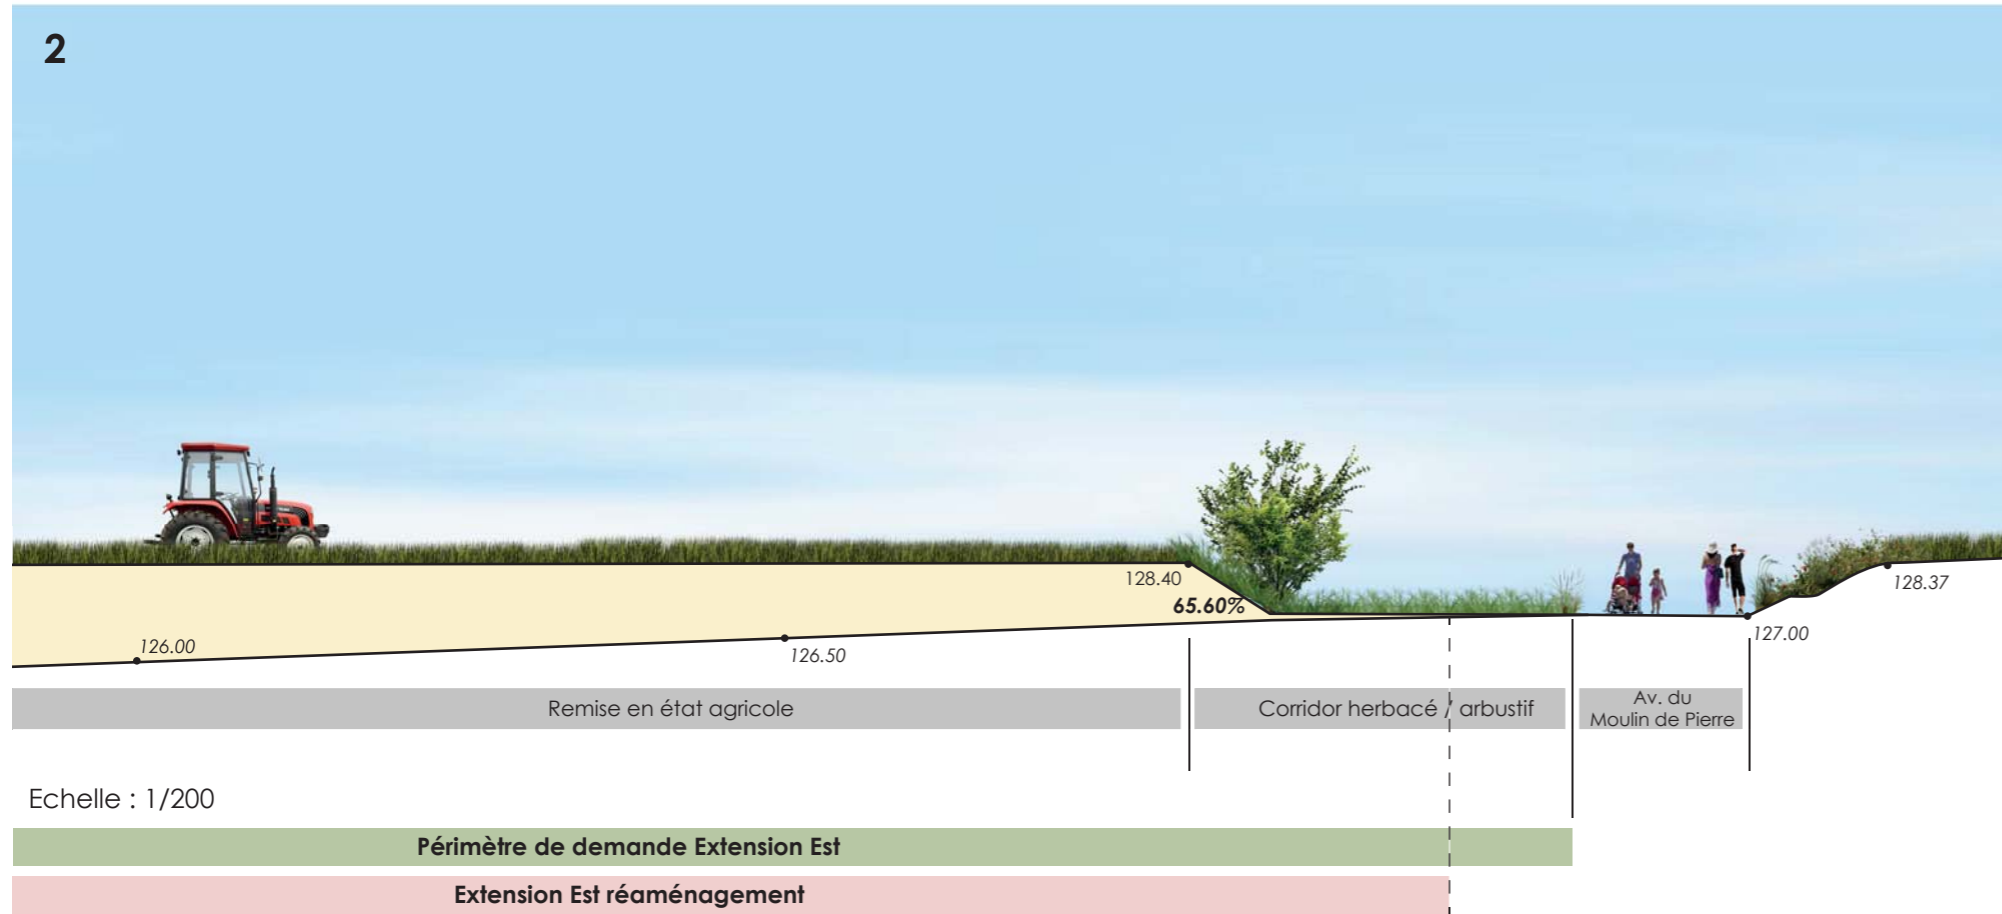 2
128.40
65.60%
128.37
126.00
126.50
127.00
Remise en état agricole
Corridor herbacé / arbustif
Av. du
Moulin de Pierre
Echelle : 1/200
Périmètre de demande Extension Est
Extension Est réaménagement